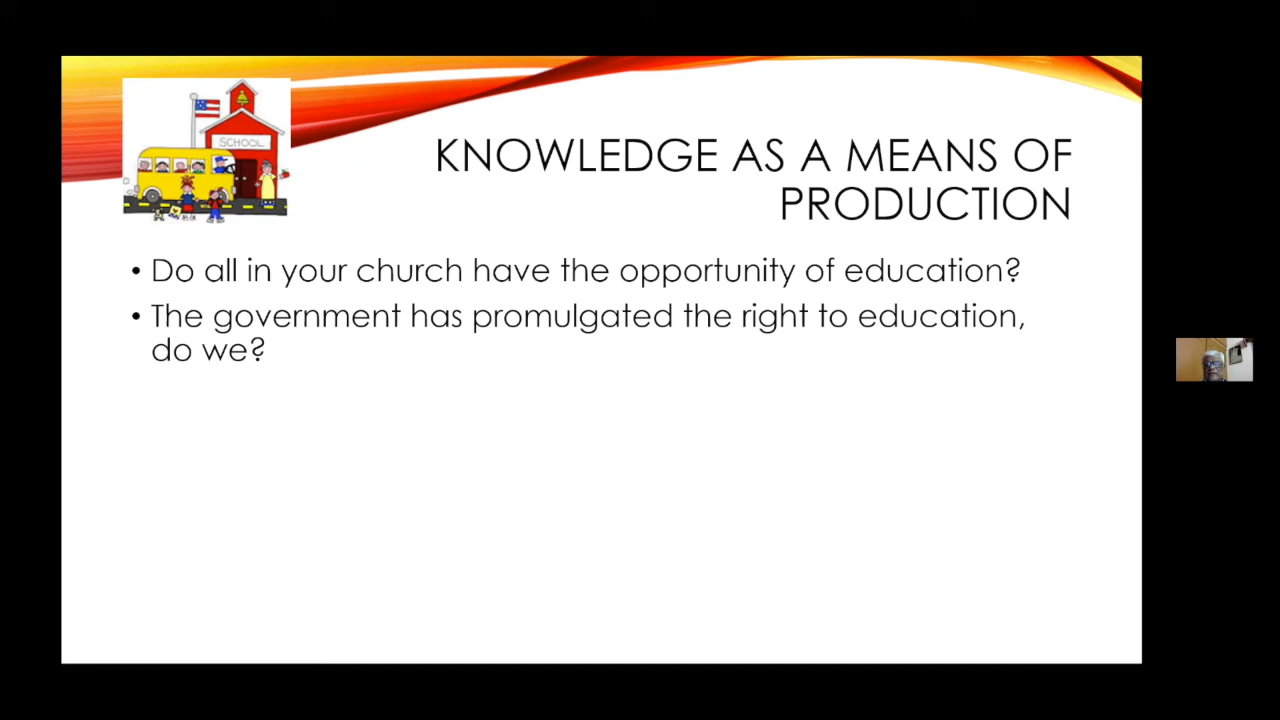 SCHOOL
KNOWLEDGE AS A MEANS OF
PRODUCTION
• Do all in your church have the opportunity of education?
• The government has promulgated the right to education,
do we?